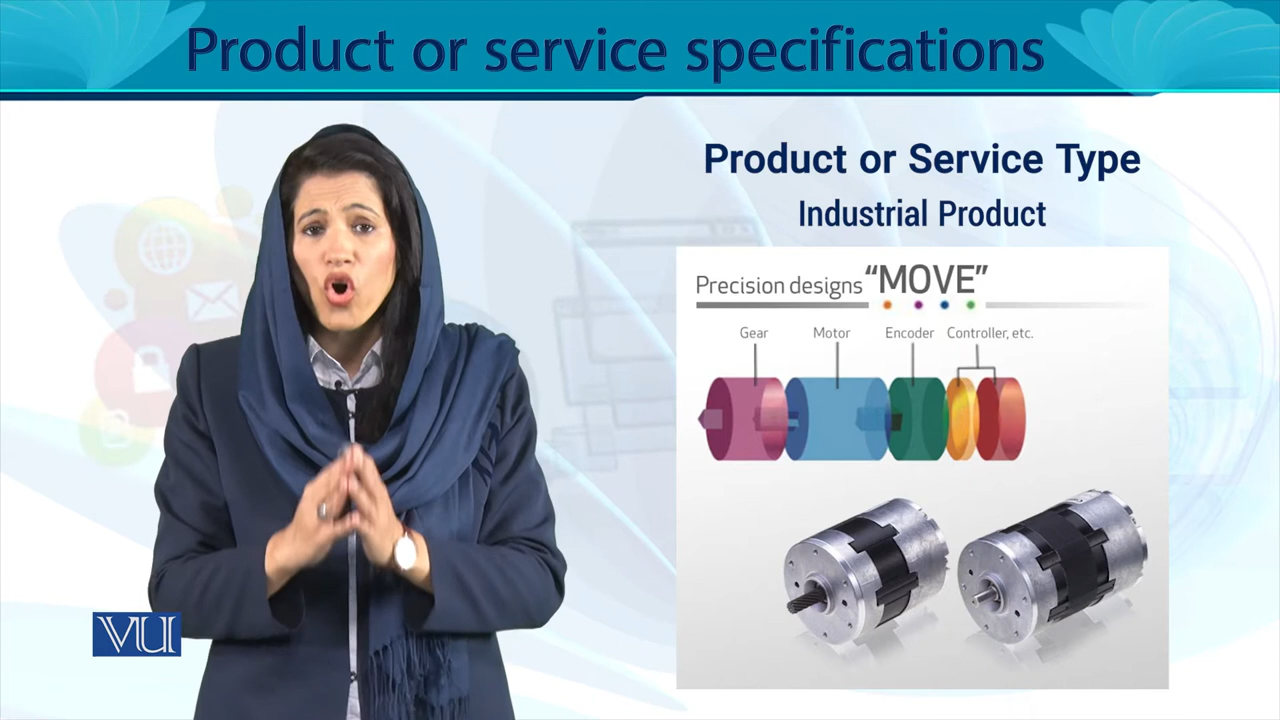 Product or service specifications
Product or Service Type
Industrial Product
Precision designs “MOVE”
Gear Motor Encoder Controller, etc.
VU